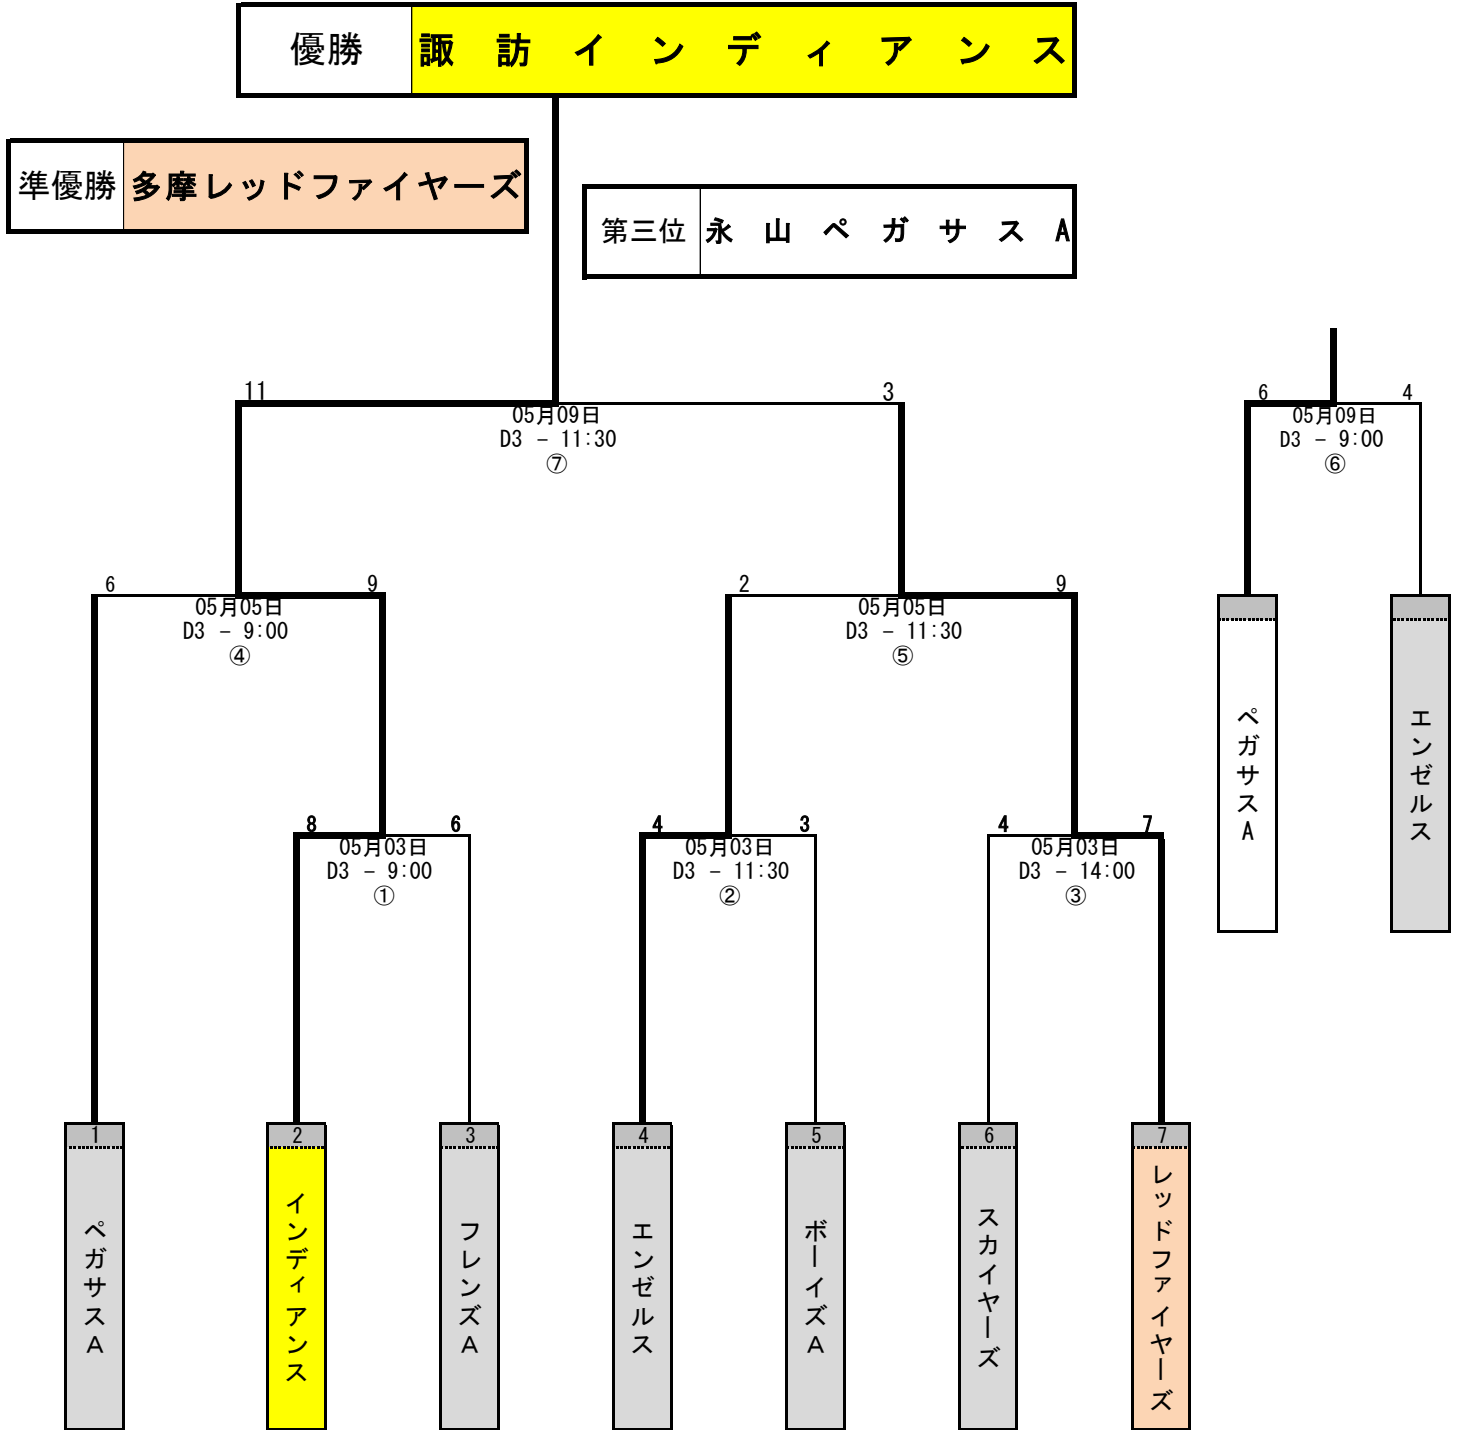 優勝 諏訪インディアンス
準優勝 多摩レッドファイヤーズ
第三位 永山ペガサスA
11 3
05月09日
D3 － 11:30
⑦
6 4
05月09日
D3 － 9:00
⑥
6 9
05月05日
D3 － 9:00
④
2 9
05月05日
D3 － 11:30
⑤
ペガサスA
エンゼルス
8 6
05月03日
D3 － 9:00
①
4 3
05月03日
D3 － 11:30
②
4 7
05月03日
D3 － 14:00
③
1
ペガサスA
2
インディアンス
3
フレンズA
4
エンゼルス
5
ボーイズA
6
スカイヤーズ
7
レッドファイヤーズ